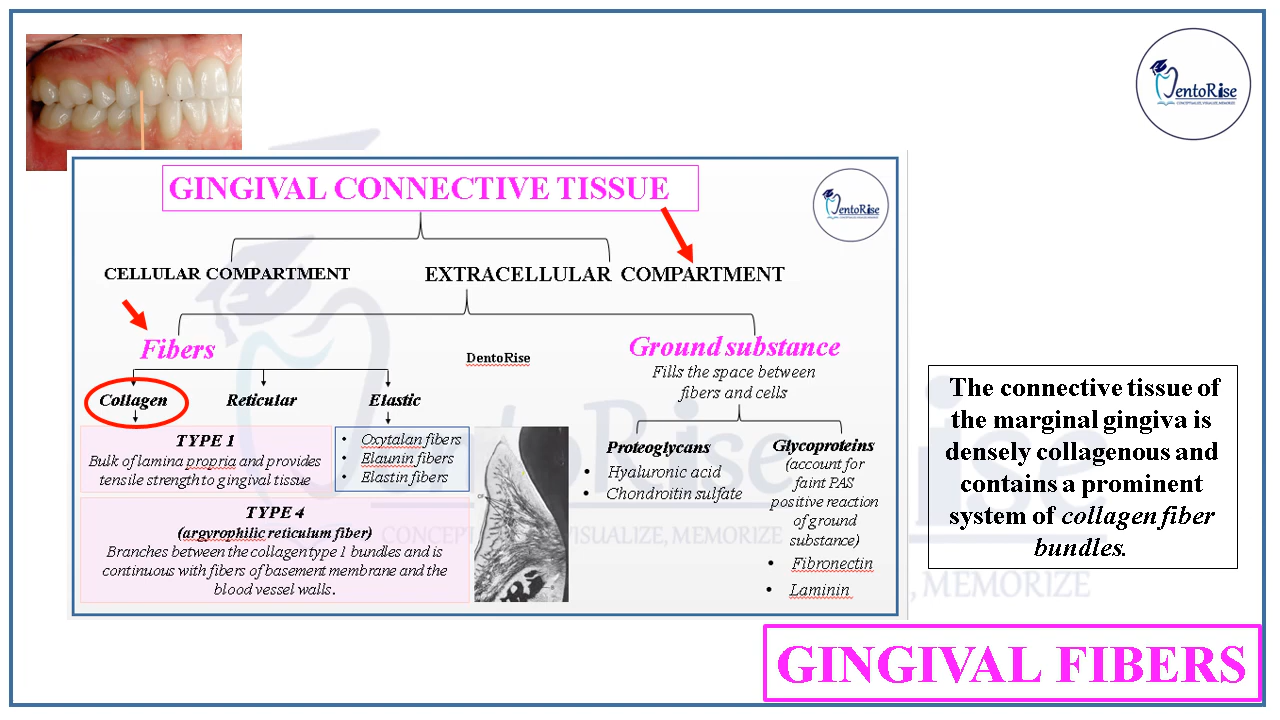 entoRise
CONCEPTUALIZE, VISUALIZE, MEMORIZE
GINGIVAL CONNECTIVE TISSUE
entoRise
CELLULAR COMPARTMENT
EXTRACELLULAR COMPARTMENT
Fibers
DentoRise
Ground substance
Fills the space between
fibers and cells
Collagen
Reticular
Elastic
TYPE 1
Bulk of lamina propria and provides
tensile strength to gingival tissue
• Oxytalan fibers
• Elaunin fibers
• Elastin fibers
TYPE 4
(argyrophilic reticulum fiber)
Branches between the collagen type 1 bundles and is
continuous with fibers of basement membrane and the
blood vessel walls.
Proteoglycans
• Hyaluronic acid
• Chondroitin sulfate
Glycoproteins
(account for
faint PAS
positive reaction
of ground
substance)
• Fibronectin
• Laminin
The connective tissue of
the marginal gingiva is
densely collagenous and
contains a prominent
system of collagen fiber
bundles.
GINGIVAL FIBERS